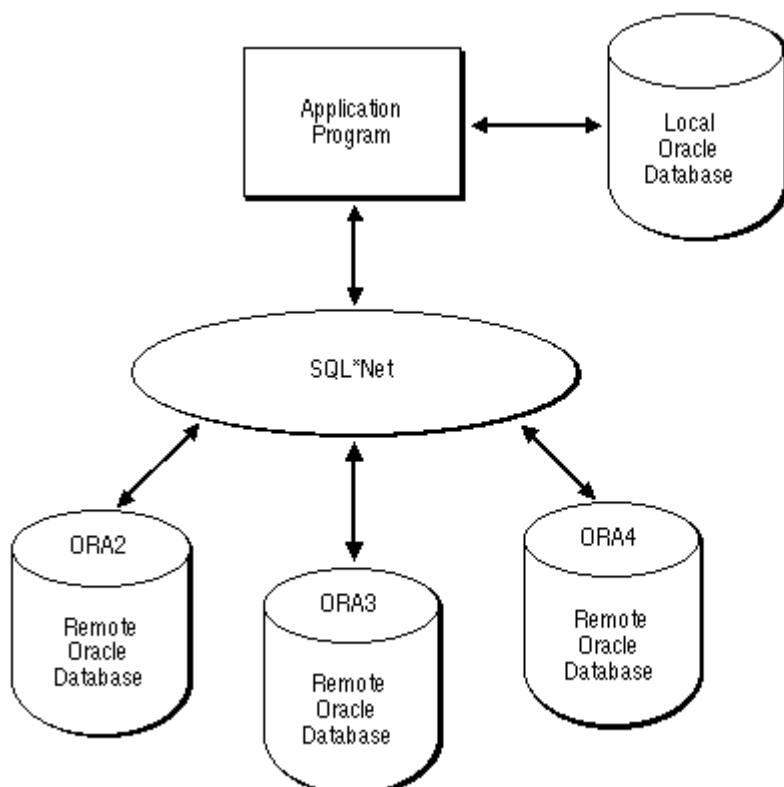 Application
Program
Local
Oracle
Database
SQL*Net
ORA2
Remote
Oracle
Database
ORA3
Remote
Oracle
Database
ORA4
Remote
Oracle
Database